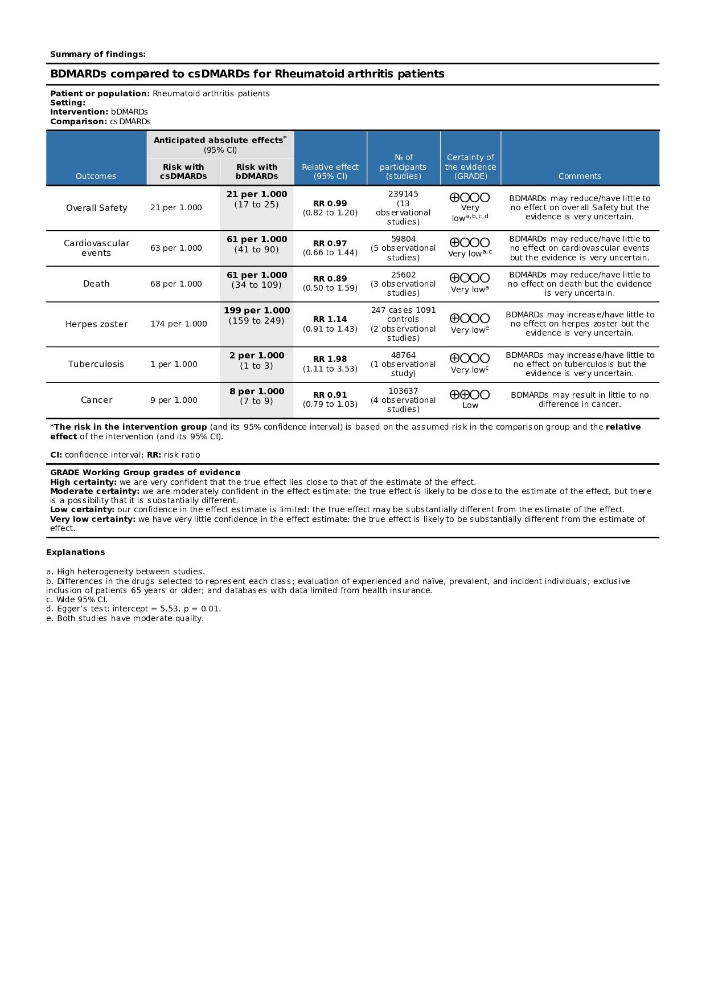 Summary of findings:
BDMARDs compared to csDMARDs for Rheumatoid arthritis patients
Patient or population: Rheumatoid arthritis patients
Setting:
Intervention: bDMARDs
Comparison: csDMARDs
Outcomes
Anticipated absolute effects*
(95% CI)
Risk with
csDMARDs
Risk with
bDMARDs
Relative effect
(95% CI)
№ of
participants
(studies)
Certainty of
the evidence
(GRADE)
Comments
Overall Safety
21 per 1.000
21 per 1.000
(17 to 25)
RR 0.99
(0.82 to 1.20)
239145
(13
observational
studies)
⨁◯◯◯
Very
lowa,b,c,d
BDMARDs may reduce/have little to
no effect on overall Safety but the
evidence is very uncertain.
Cardiovascular
events
63 per 1.000
61 per 1.000
(41 to 90)
RR 0.97
(0.66 to 1.44)
59804
(5 observational
studies)
⨁◯◯◯
Very lowa,c
BDMARDs may reduce/have little to
no effect on cardiovascular events
but the evidence is very uncertain.
Death
68 per 1.000
61 per 1.000
(34 to 109)
RR 0.89
(0.50 to 1.59)
25602
(3 observational
studies)
⨁◯◯◯
Very lowa
BDMARDs may reduce/have little to
no effect on death but the evidence
is very uncertain.
Herpes zoster
174 per 1.000
199 per 1.000
(159 to 249)
RR 1.14
(0.91 to 1.43)
247 cases 1091
controls
(2 observational
studies)
⨁◯◯◯
Very lowe
BDMARDs may increase/have little to
no effect on herpes zoster but the
evidence is very uncertain.
Tuberculosis
1 per 1.000
2 per 1.000
(1 to 3)
RR 1.98
(1.11 to 3.53)
48764
(1 observational
study)
⨁◯◯◯
Very lowc
BDMARDs may increase/have little to
no effect on tuberculosis but the
evidence is very uncertain.
Cancer
9 per 1.000
8 per 1.000
(7 to 9)
RR 0.91
(0.79 to 1.03)
103637
(4 observational
studies)
⨁⨁◯◯
Low
BDMARDs may result in little to no
difference in cancer.
*The risk in the intervention group (and its 95% confidence interval) is based on the assumed risk in the comparison group and the relative
effect of the intervention (and its 95% CI).
CI: confidence interval; RR: risk ratio
GRADE Working Group grades of evidence
High certainty: we are very confident that the true effect lies close to that of the estimate of the effect.
Moderate certainty: we are moderately confident in the effect estimate: the true effect is likely to be close to the estimate of the effect, but there
is a possibility that it is substantially different.
Low certainty: our confidence in the effect estimate is limited: the true effect may be substantially different from the estimate of the effect.
Very low certainty: we have very little confidence in the effect estimate: the true effect is likely to be substantially different from the estimate of
effect.
Explanations
a. High heterogeneity between studies.
b. Differences in the drugs selected to represent each class; evaluation of experienced and naïve, prevalent, and incident individuals; exclusive
inclusion of patients 65 years or older; and databases with data limited from health insurance.
c. Wide 95% CI.
d. Egger’s test: intercept = 5.53, p = 0.01.
e. Both studies have moderate quality.